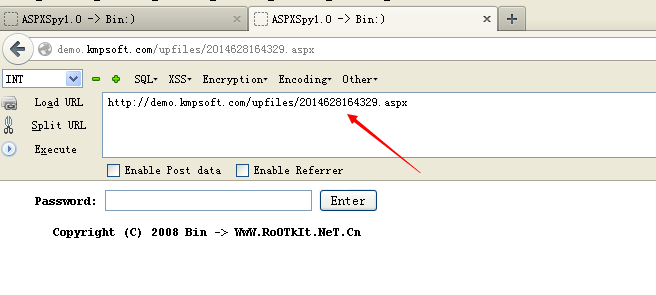 ASPXSpy1.0 -> Bin:)
ASPXSpy1.0 -> Bin:)
demo.kmpsoft.com/upfiles/2014628164329.aspx
INT
SQL
XSS
Encryption
Encoding
Other
Load URL
http://demo.kmpsoft.com/upfiles/2014628164329.aspx
Split URL
Execute
Enable Post data
Enable Referrer
Password:
Enter
Copyright (C) 2008 Bin -> WwW.RoOTkIt.NeT.Cn